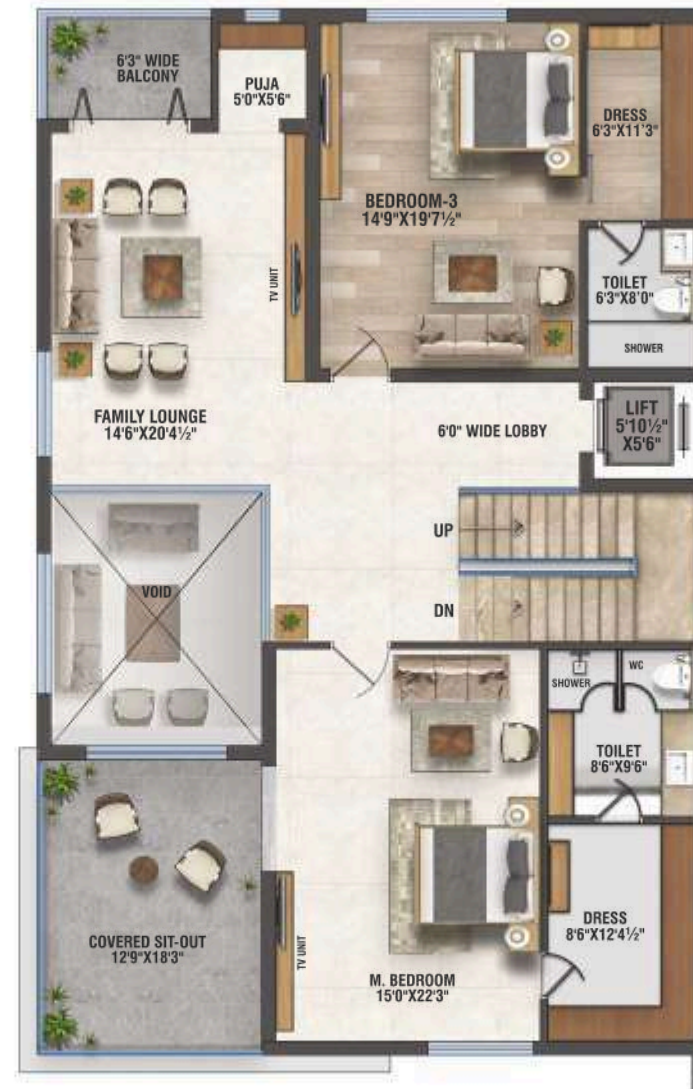 6'3" WIDE
BALCONY
PUJA
5'0"X5'6"
DRESS
6'3"X11'3"
BEDROOM-3
14'9"X19'7½"
TOILET
6'3"X8'0"
SHOWER
TV UNIT
FAMILY LOUNGE
14'6"X20'4½"
6'0" WIDE LOBBY
LIFT
5'10½"
X5'6"
UP
VOID
DN
SHOWER
WC
TOILET
8'6"X9'6"
COVERED SIT-OUT
12'9"X18'3"
TV UNIT
M. BEDROOM
15'0"X22'3"
DRESS
8'6"X12'4½"